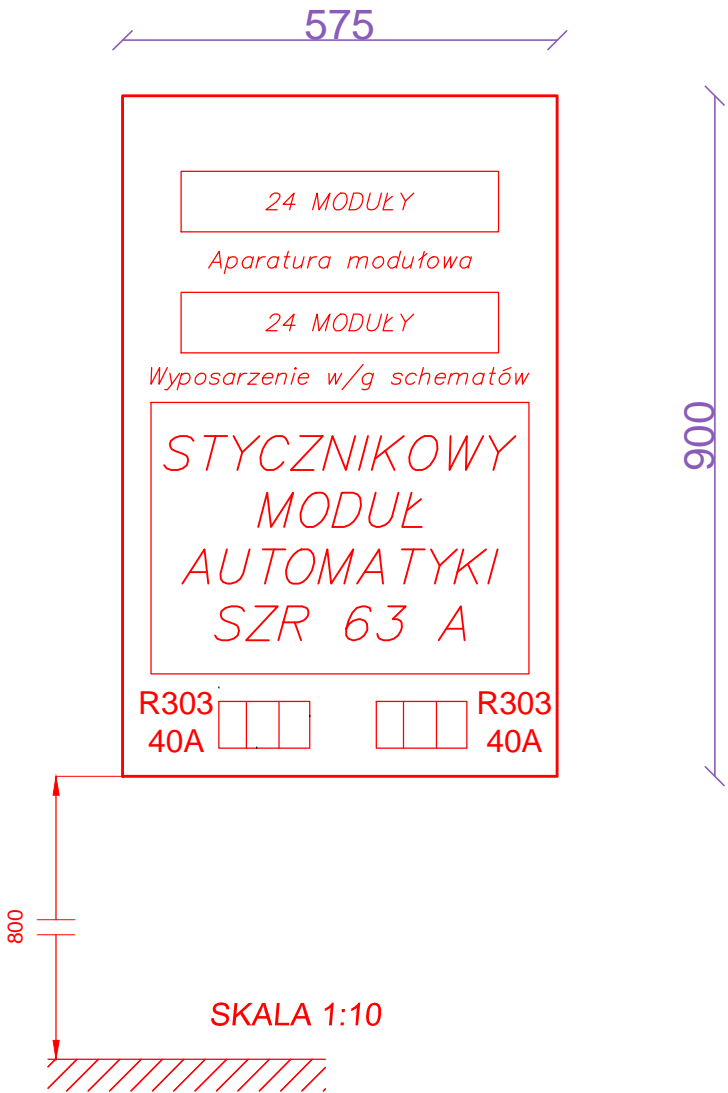 575
24 MODUŁY
Aparatura modułowa
24 MODUŁY
Wyposarzenie w/g schematów
900
STYCZNIKOWY
MODUŁ
AUTOMATYKI
SZR 63 A
R303
40A
R303
40A
800
SKALA 1:10